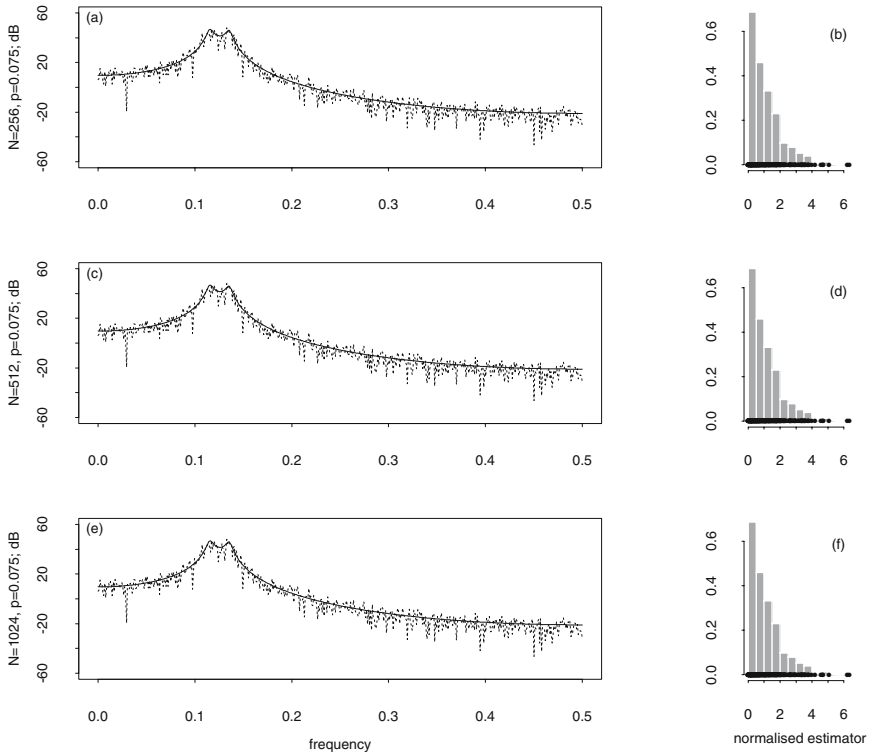 N=256, p=0.075; dB
60
20
-20
-60
(a)
0.0 0.1 0.2 0.3 0.4 0.5
0.6
0.4
0.2
0.0
(b)
0 2 4 6
N=512, p=0.075; dB
60
20
-20
-60
(c)
0.0 0.1 0.2 0.3 0.4 0.5
0.6
0.4
0.2
0.0
(d)
0 2 4 6
N=1024, p=0.075; dB
60
20
-20
-60
(e)
0.0 0.1 0.2 0.3 0.4 0.5
frequency
0.6
0.4
0.2
0.0
(f)
0 2 4 6
normalised estimator